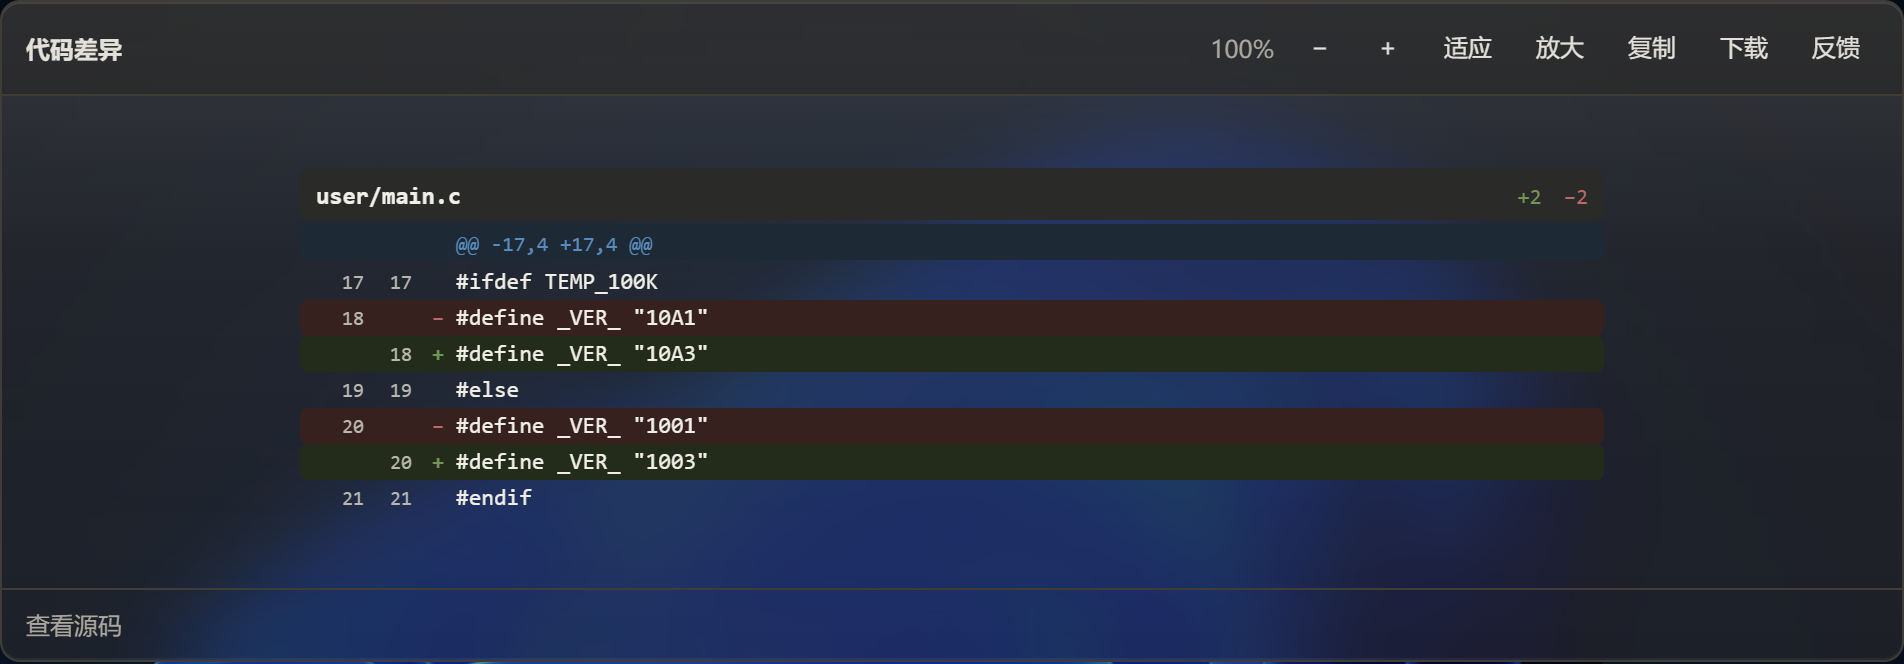 代码差异 100% − + 适应 放大 复制 下载 反馈
user/main.c +2 −2
@@ -17,4 +17,4 @@
17 17 #ifdef TEMP_100K
18 − #define _VER_ "10A1"
18 + #define _VER_ "10A3"
19 19 #else
20 − #define _VER_ "1001"
20 + #define _VER_ "1003"
21 21 #endif
查看源码